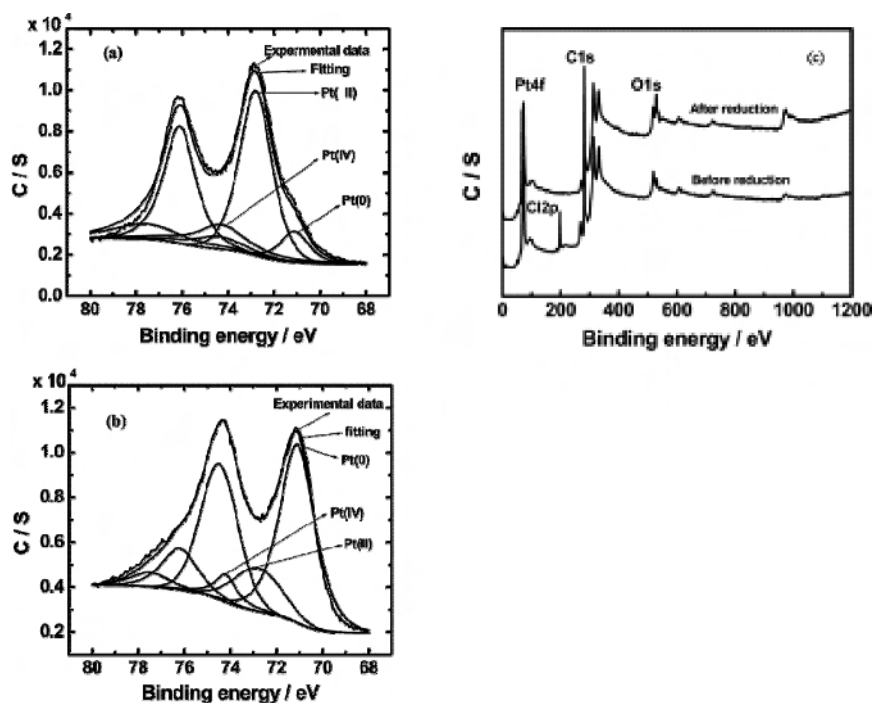 x 10⁴
1.2
1.0
0.8
0.6
0.4
0.2
0.0
C / S
(a)
Expermental data
Fitting
Pt( II)
Pt(IV)
Pt(0)
80 78 76 74 72 70 68
Binding energy / eV
(c)
C / S
Pt4f
C1s
O1s
Cl2p
After reduction
Before reduction
0 200 400 600 800 1000 1200
Binding energy / eV
x 10⁴
1.2
1.0
0.8
0.6
0.4
0.2
C / S
(b)
Experimental data
fitting
Pt(0)
Pt(IV)
Pt(II)
80 78 76 74 72 70 68
Binding energy / eV